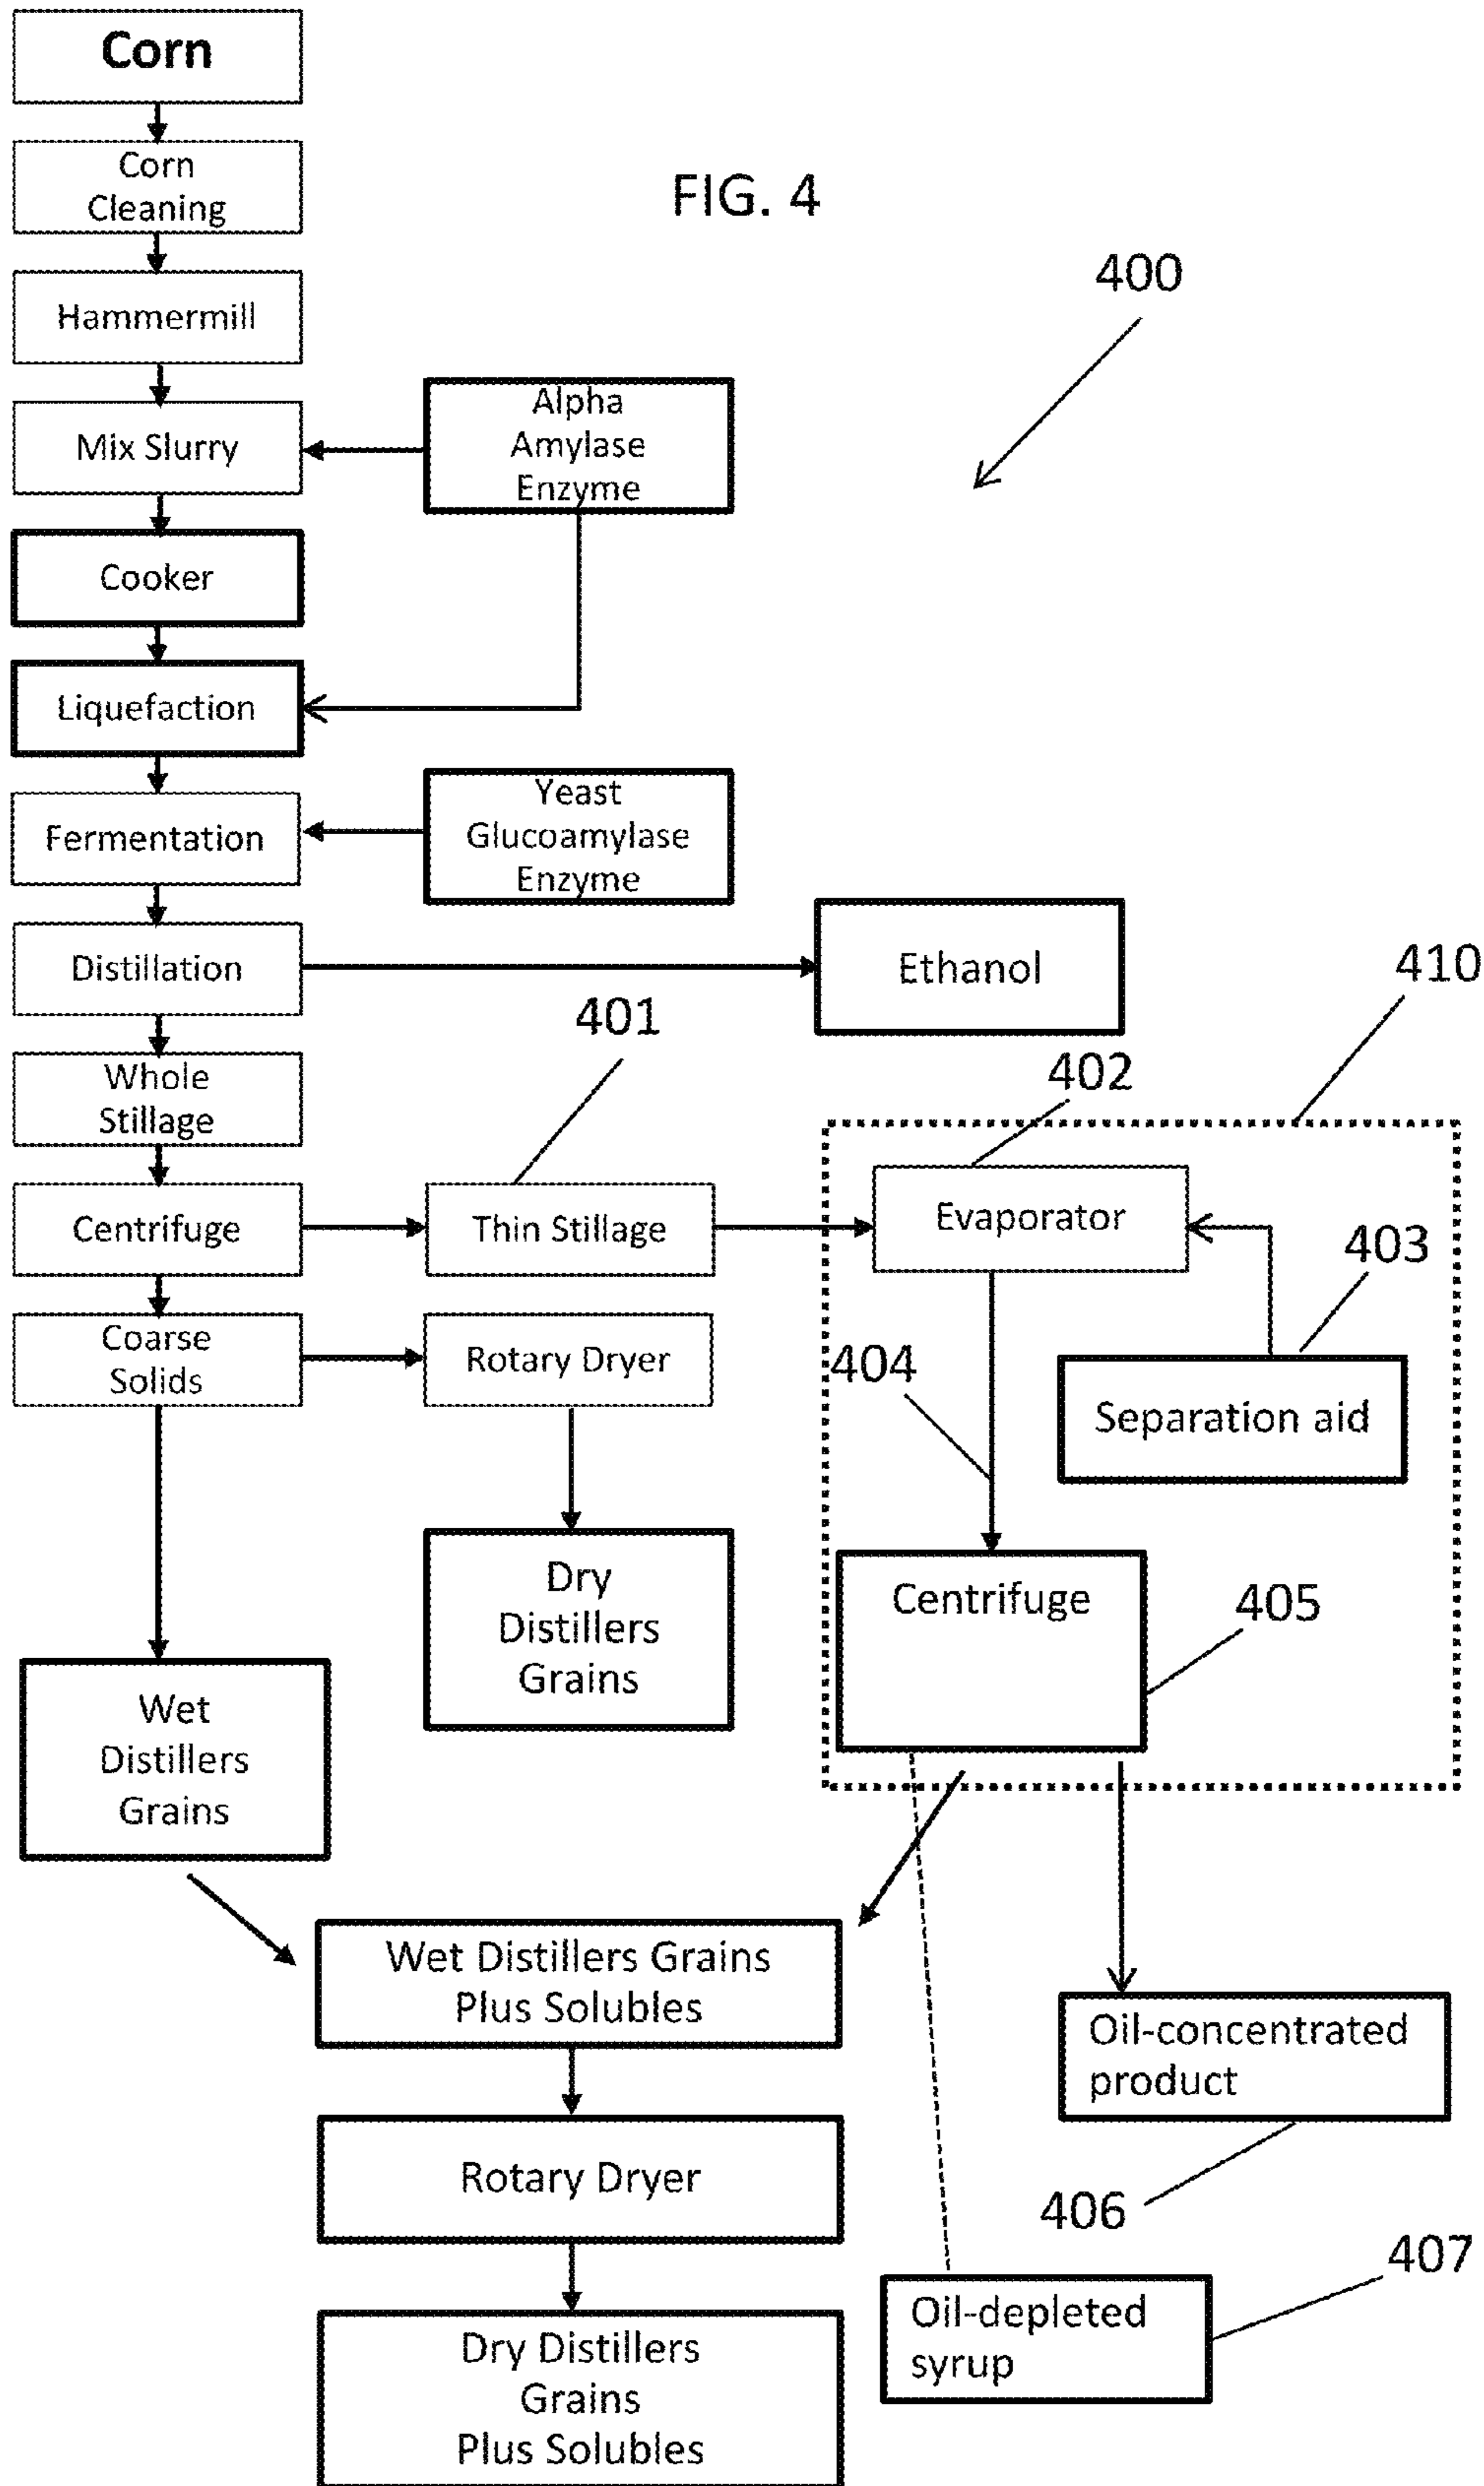 Corn
Corn
Cleaning
FIG. 4
400
Hammermill
Mix Slurry
Alpha
Amylase
Enzyme
Cooker
Liquefaction
Fermentation
Yeast
Glucoamylase
Enzyme
Distillation
Ethanol
410
401
402
Whole
Stillage
Centrifuge
Thin Stillage
Evaporator
403
Coarse
Solids
Rotary Dryer
404
Separation aid
Dry
Distillers
Grains
Centrifuge
405
Wet
Distillers
Grains
Wet Distillers Grains
Plus Solubles
Oil-concentrated
product
Rotary Dryer
406
407
Oil-depleted
syrup
Dry Distillers
Grains
Plus Solubles